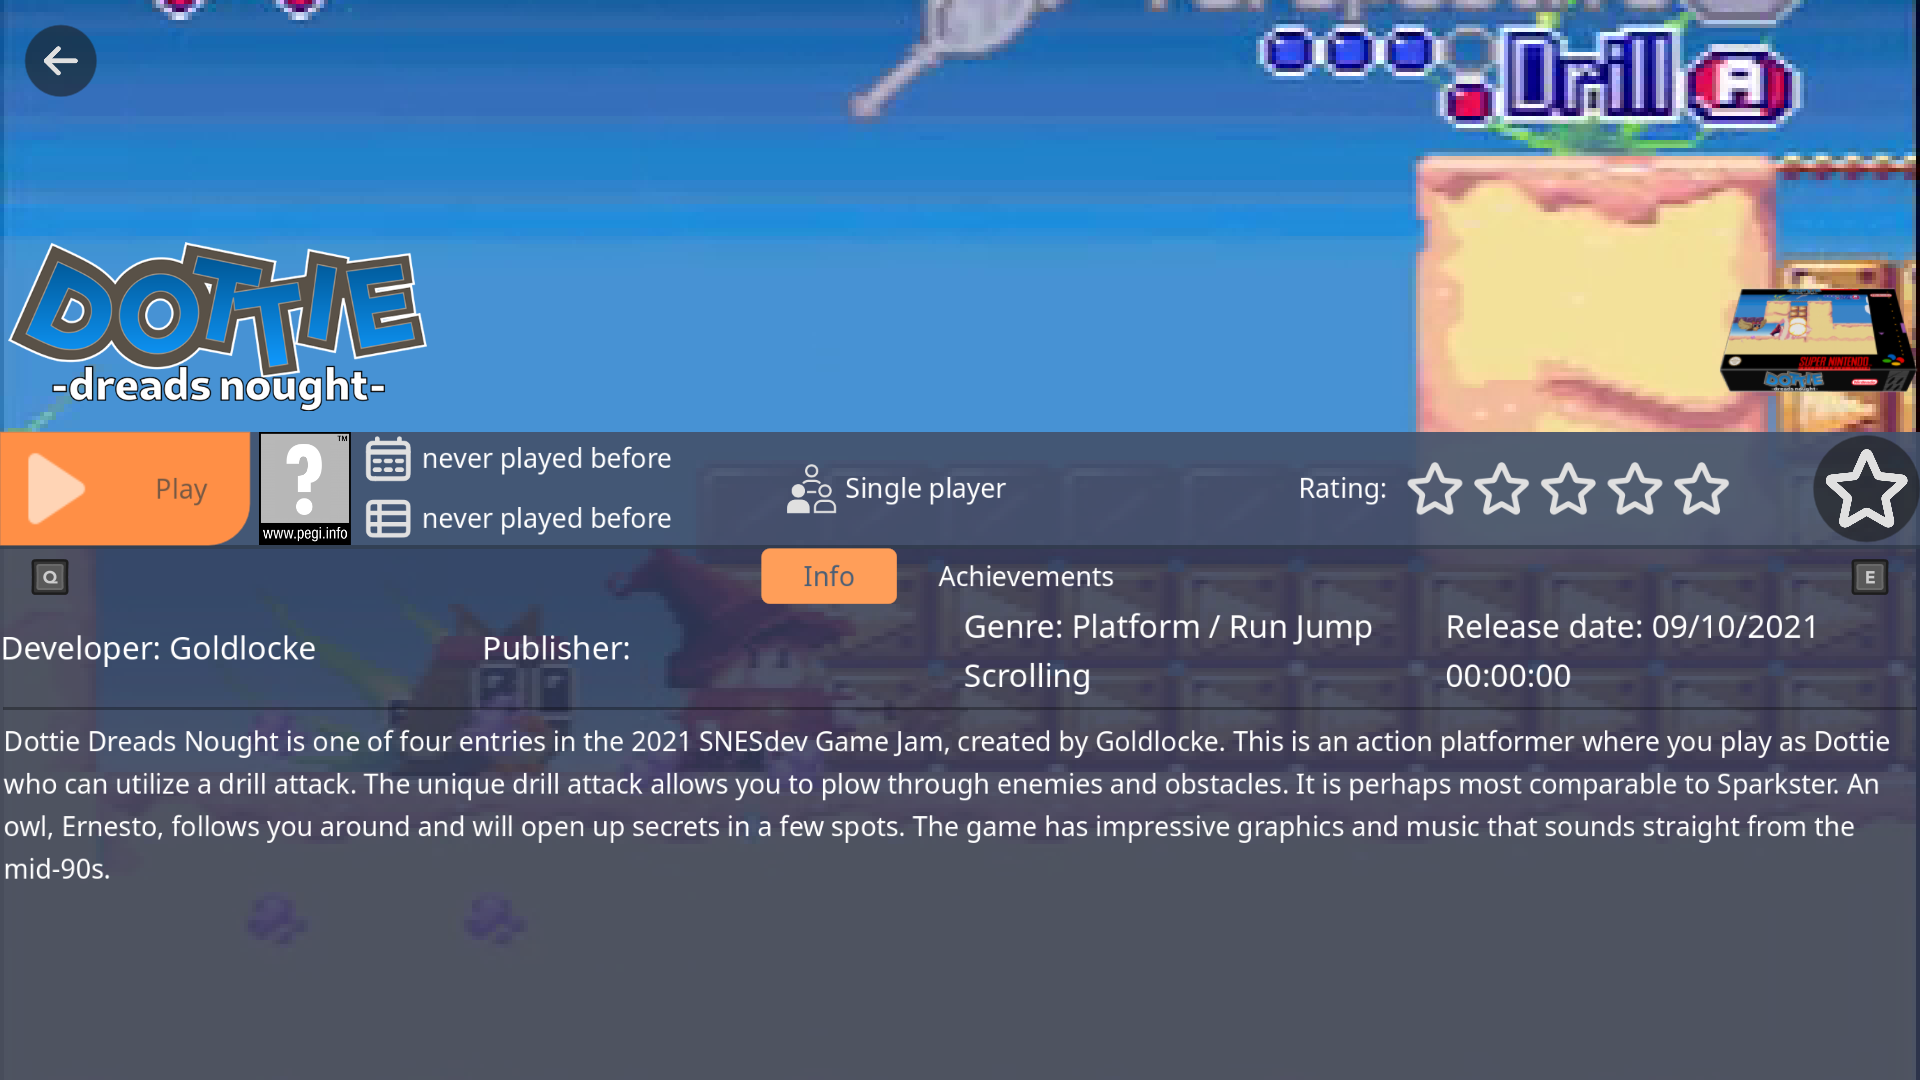 Drill A
DOTTIE
-dreads nought-
SUPER NINTENDO
DOTTIE
Play
?
TM
www.pegi.info
never played before
never played before
Single player
Rating:
Q
Info
Achievements
E
Developer: Goldlocke
Publisher:
Genre: Platform / Run Jump
Scrolling
Release date: 09/10/2021
00:00:00
Dottie Dreads Nought is one of four entries in the 2021 SNESdev Game Jam, created by Goldlocke. This is an action platformer where you play as Dottie
who can utilize a drill attack. The unique drill attack allows you to plow through enemies and obstacles. It is perhaps most comparable to Sparkster. An
owl, Ernesto, follows you around and will open up secrets in a few spots. The game has impressive graphics and music that sounds straight from the
mid-90s.